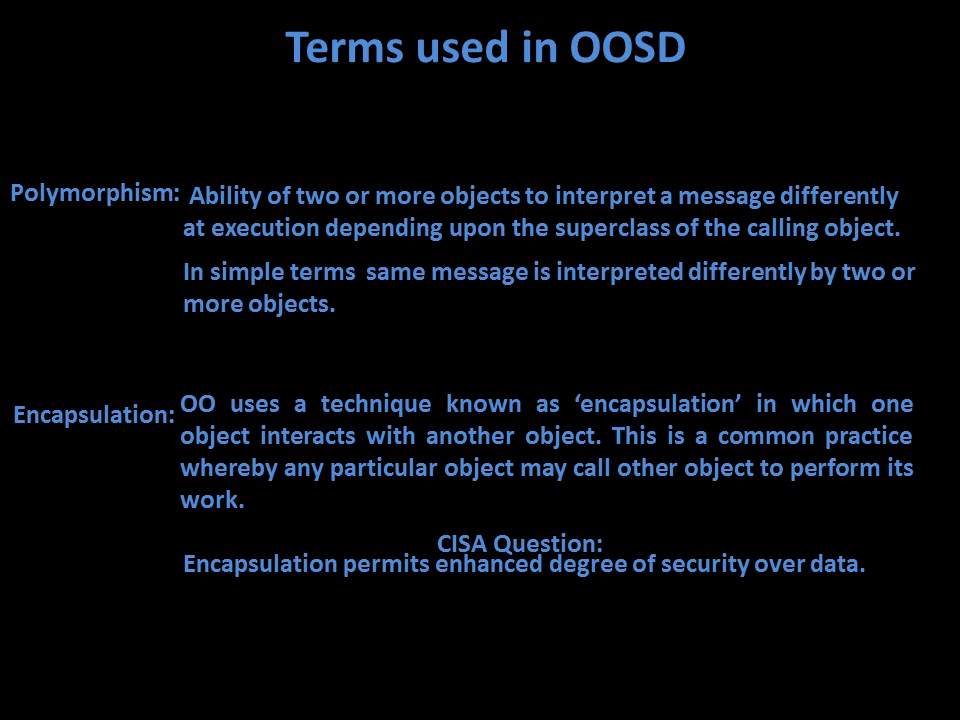 Terms used in OOSD
Polymorphism: Ability of two or more objects to interpret a message differently
at execution depending upon the superclass of the calling object.
In simple terms same message is interpreted differently by two or
more objects.
Encapsulation: OO uses a technique known as ‘encapsulation’ in which one
object interacts with another object. This is a common practice
whereby any particular object may call other object to perform its
work.
CISA Question:
Encapsulation permits enhanced degree of security over data.